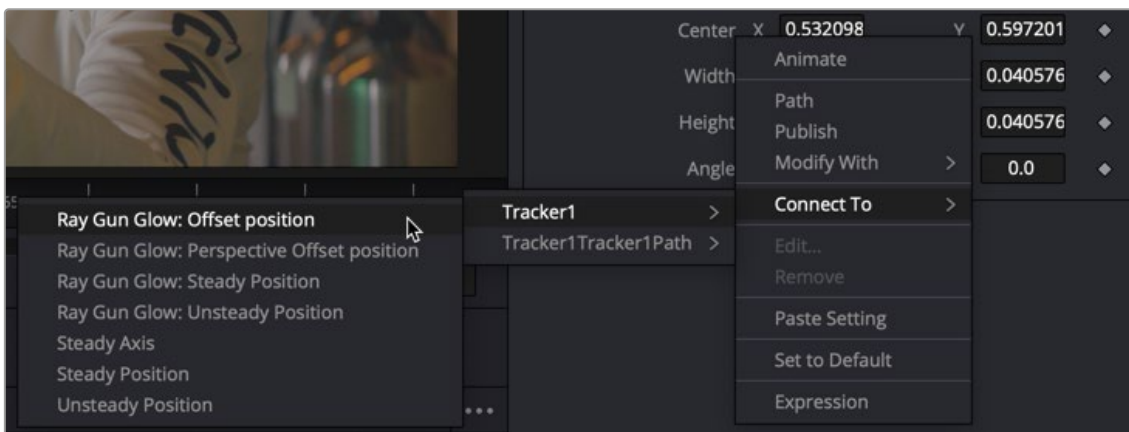 Center X 0.532098 Y 0.597201
Width 0.040576
Height 0.040576
Angle 0.0
Animate
Path
Publish
Modify With >
Connect To >
Edit...
Remove
Paste Setting
Set to Default
Expression
Tracker1 >
Tracker1Tracker1Path >
Ray Gun Glow: Offset position
Ray Gun Glow: Perspective Offset position
Ray Gun Glow: Steady Position
Ray Gun Glow: Unsteady Position
Steady Axis
Steady Position
Unsteady Position